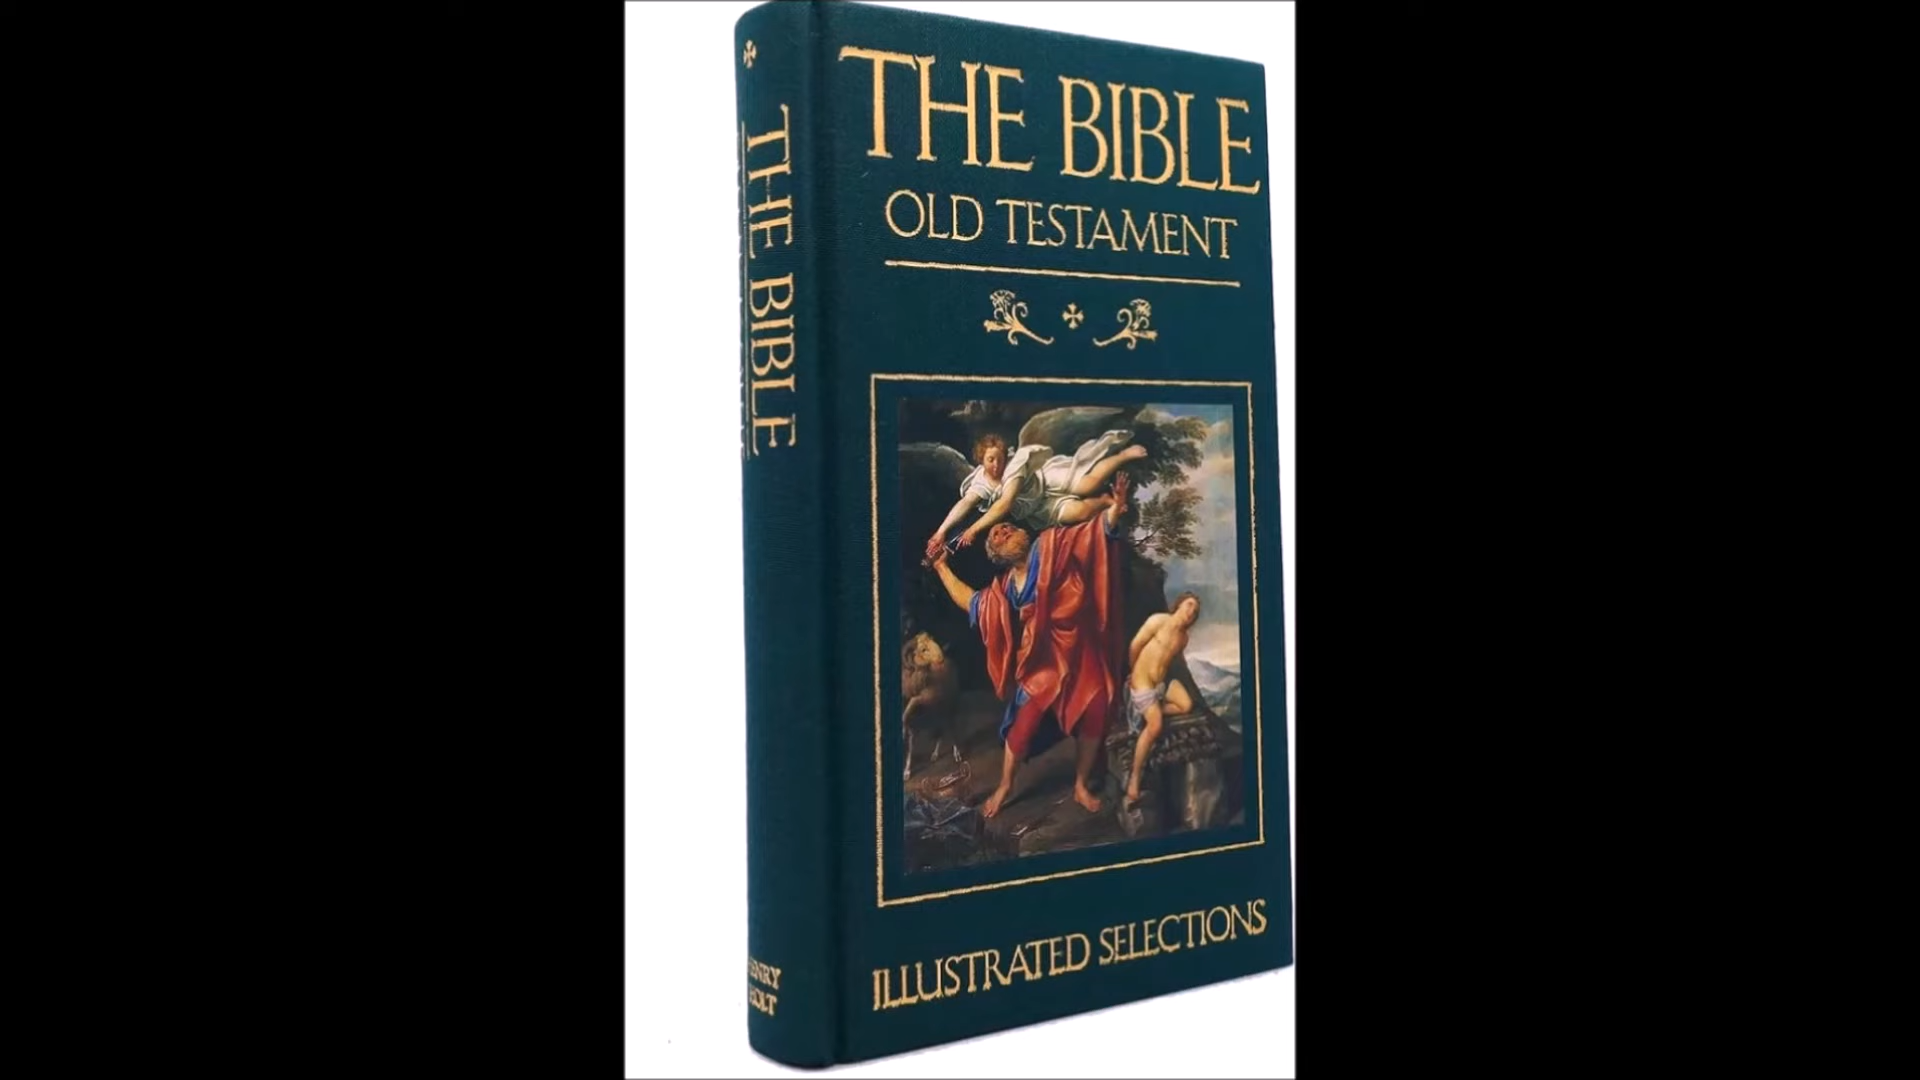 THE BIBLE
OLD TESTAMENT
ILLUSTRATED SELECTIONS
THE BIBLE